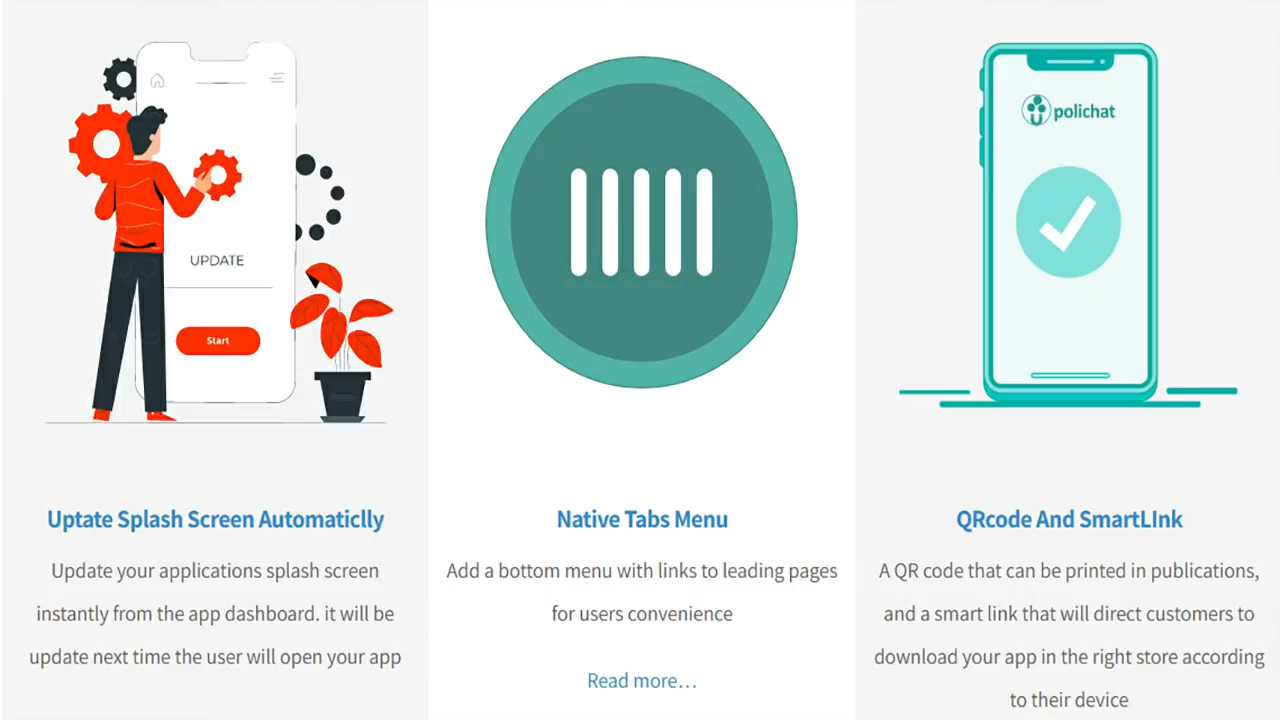 UPDATE
Start
Uptate Splash Screen Automaticlly
Update your applications splash screen
instantly from the app dashboard. it will be
update next time the user will open your app
Native Tabs Menu
Add a bottom menu with links to leading pages
for users convenience
Read more...
polichat
QRcode And SmartLInk
A QR code that can be printed in publications,
and a smart link that will direct customers to
download your app in the right store according
to their device